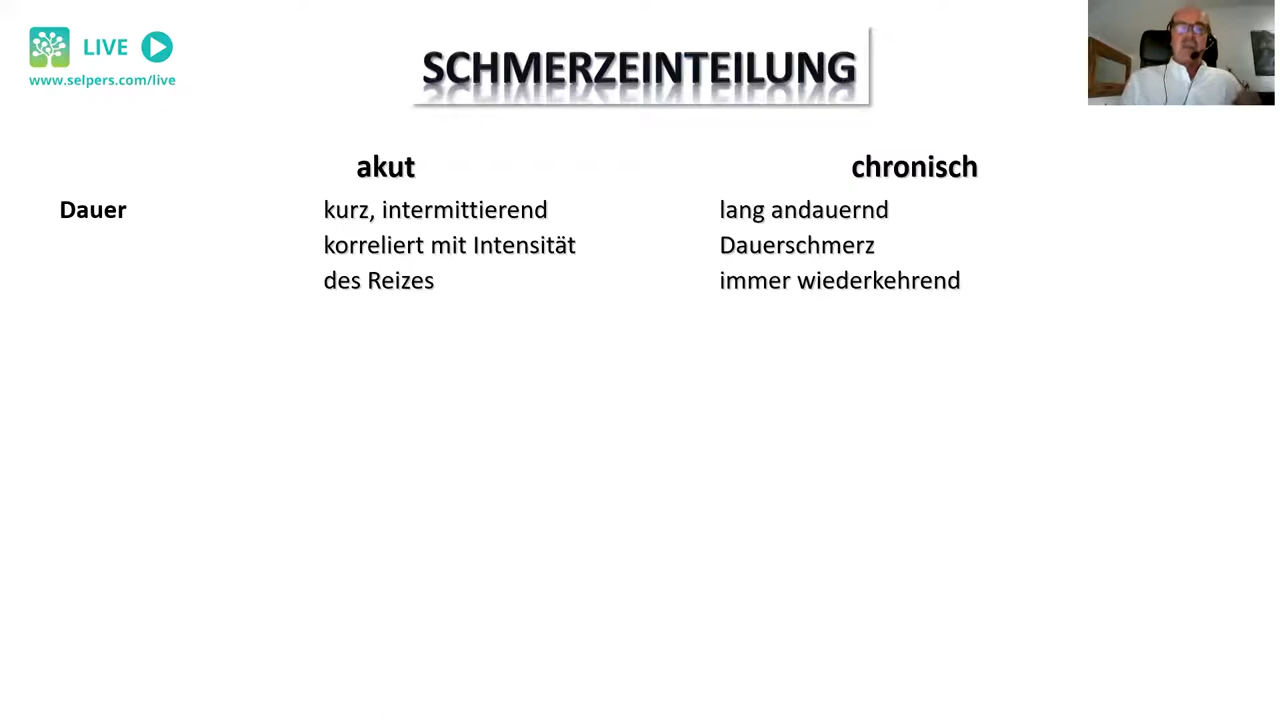 LIVE
www.selpers.com/live
SCHMERZEINTEILUNG
akut chronisch
Dauer kurz, intermittierend lang andauernd
korreliert mit Intensität Dauerschmerz
des Reizes immer wiederkehrend